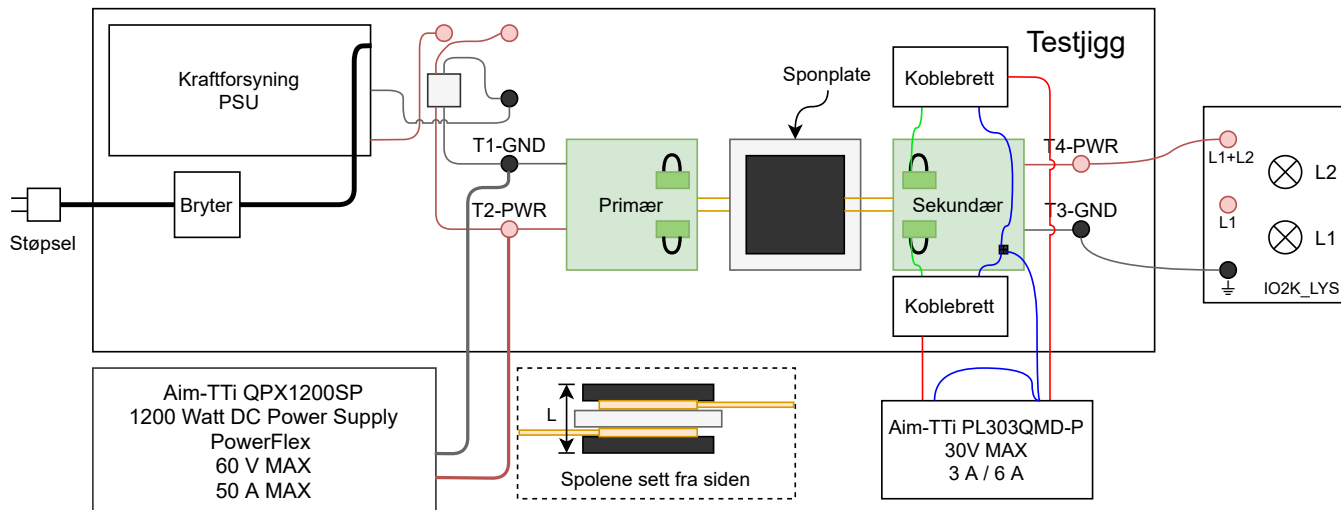 Testjigg
Kraftforsyning
PSU
Sponplate
Koblebrett
T1-GND
T4-PWR
L1+L2
L2
Støpsel
Bryter
T2-PWR
Primær
Sekundær
T3-GND
L1
L1
Koblebrett
IO2K_LYS
Aim-TTi QPX1200SP
1200 Watt DC Power Supply
PowerFlex
60 V MAX
50 A MAX
L
Spolene sett fra siden
Aim-TTi PL303QMD-P
30V MAX
3 A / 6 A